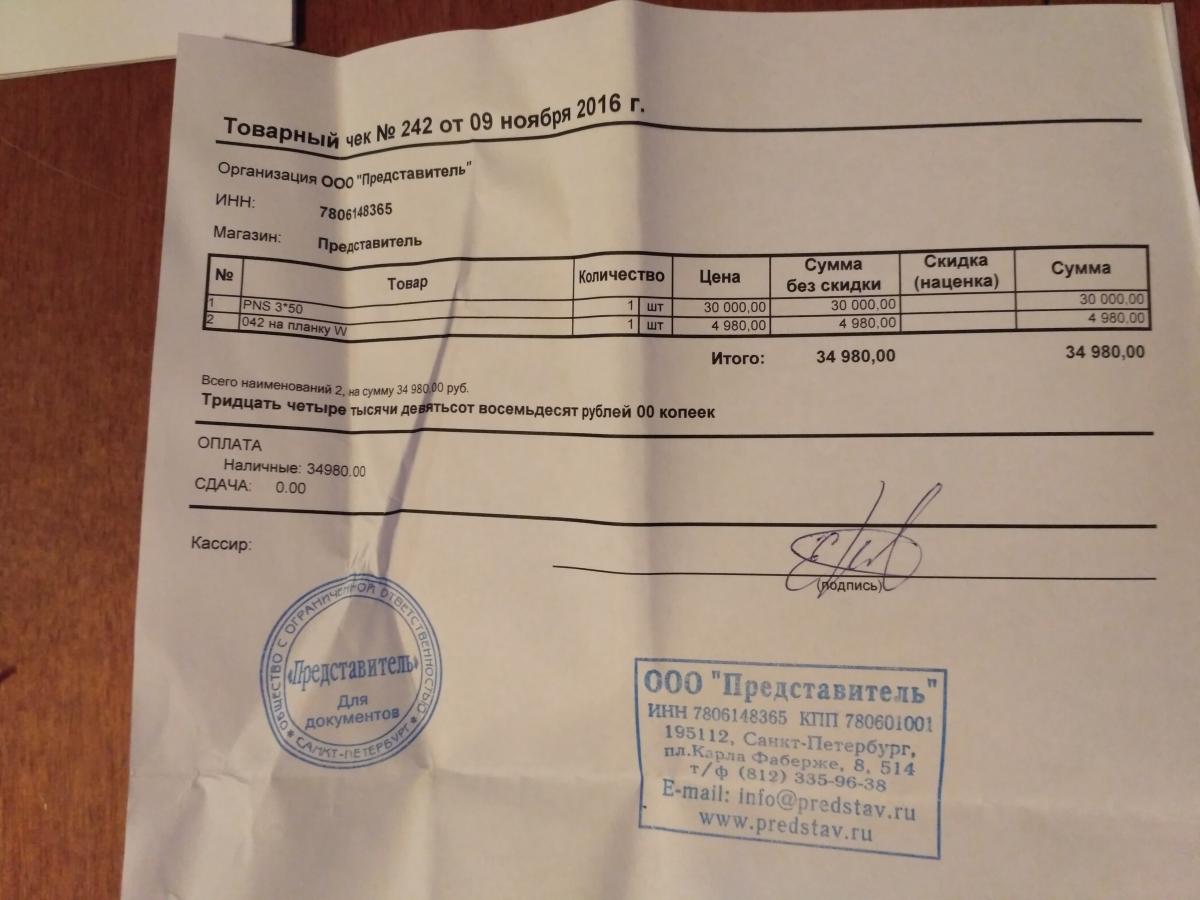 Товарный чек № 242 от 09 ноября 2016 г.
Организация ООО "Представитель"
ИНН: 7806148365
Магазин: Представитель
№ Товар Количество Цена Сумма без скидки Скидка (наценка) Сумма
1 PNS 3*50 1 шт 30 000,00 30 000,00 30 000,00
2 042 на планку W 1 шт 4 980,00 4 980,00 4 980,00
Итого: 34 980,00 34 980,00
Всего наименований 2, на сумму 34 980,00 руб.
Тридцать четыре тысячи девятьсот восемьдесят рублей 00 копеек
ОПЛАТА
Наличные: 34980.00
СДАЧА: 0.00
Кассир:
(подпись)
ОБЩЕСТВО С ОГРАНИЧЕННОЙ ОТВЕТСТВЕННОСТЬЮ
«Представитель»
Для
документов
* САНКТ-ПЕТЕРБУРГ *
ООО "Представитель"
ИНН 7806148365 КПП 780601001
195112, Санкт-Петербург,
пл.Карла Фаберже, 8, 514
т/ф (812) 335-96-38
E-mail: info@predstav.ru
www.predstav.ru